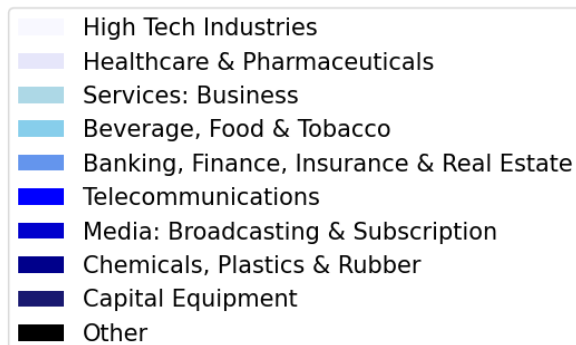 High Tech Industries
Healthcare & Pharmaceuticals
Services: Business
Beverage, Food & Tobacco
Banking, Finance, Insurance & Real Estate
Telecommunications
Media: Broadcasting & Subscription
Chemicals, Plastics & Rubber
Capital Equipment
Other